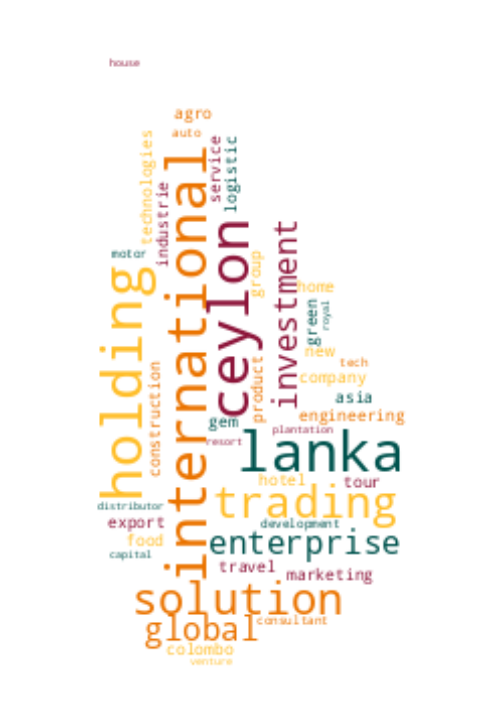 house
agro
auto
technologies
service
logistic
industrie
international
ceylon
investment
motor
group
holding
home
green
royal
new
product
tech
construction
company
asia
engineering
gem
plantation
lanka
resort
hotel
tour
trading
distributor
export
development
food
enterprise
capital
travel
marketing
solution
global
consultant
colombo
venture